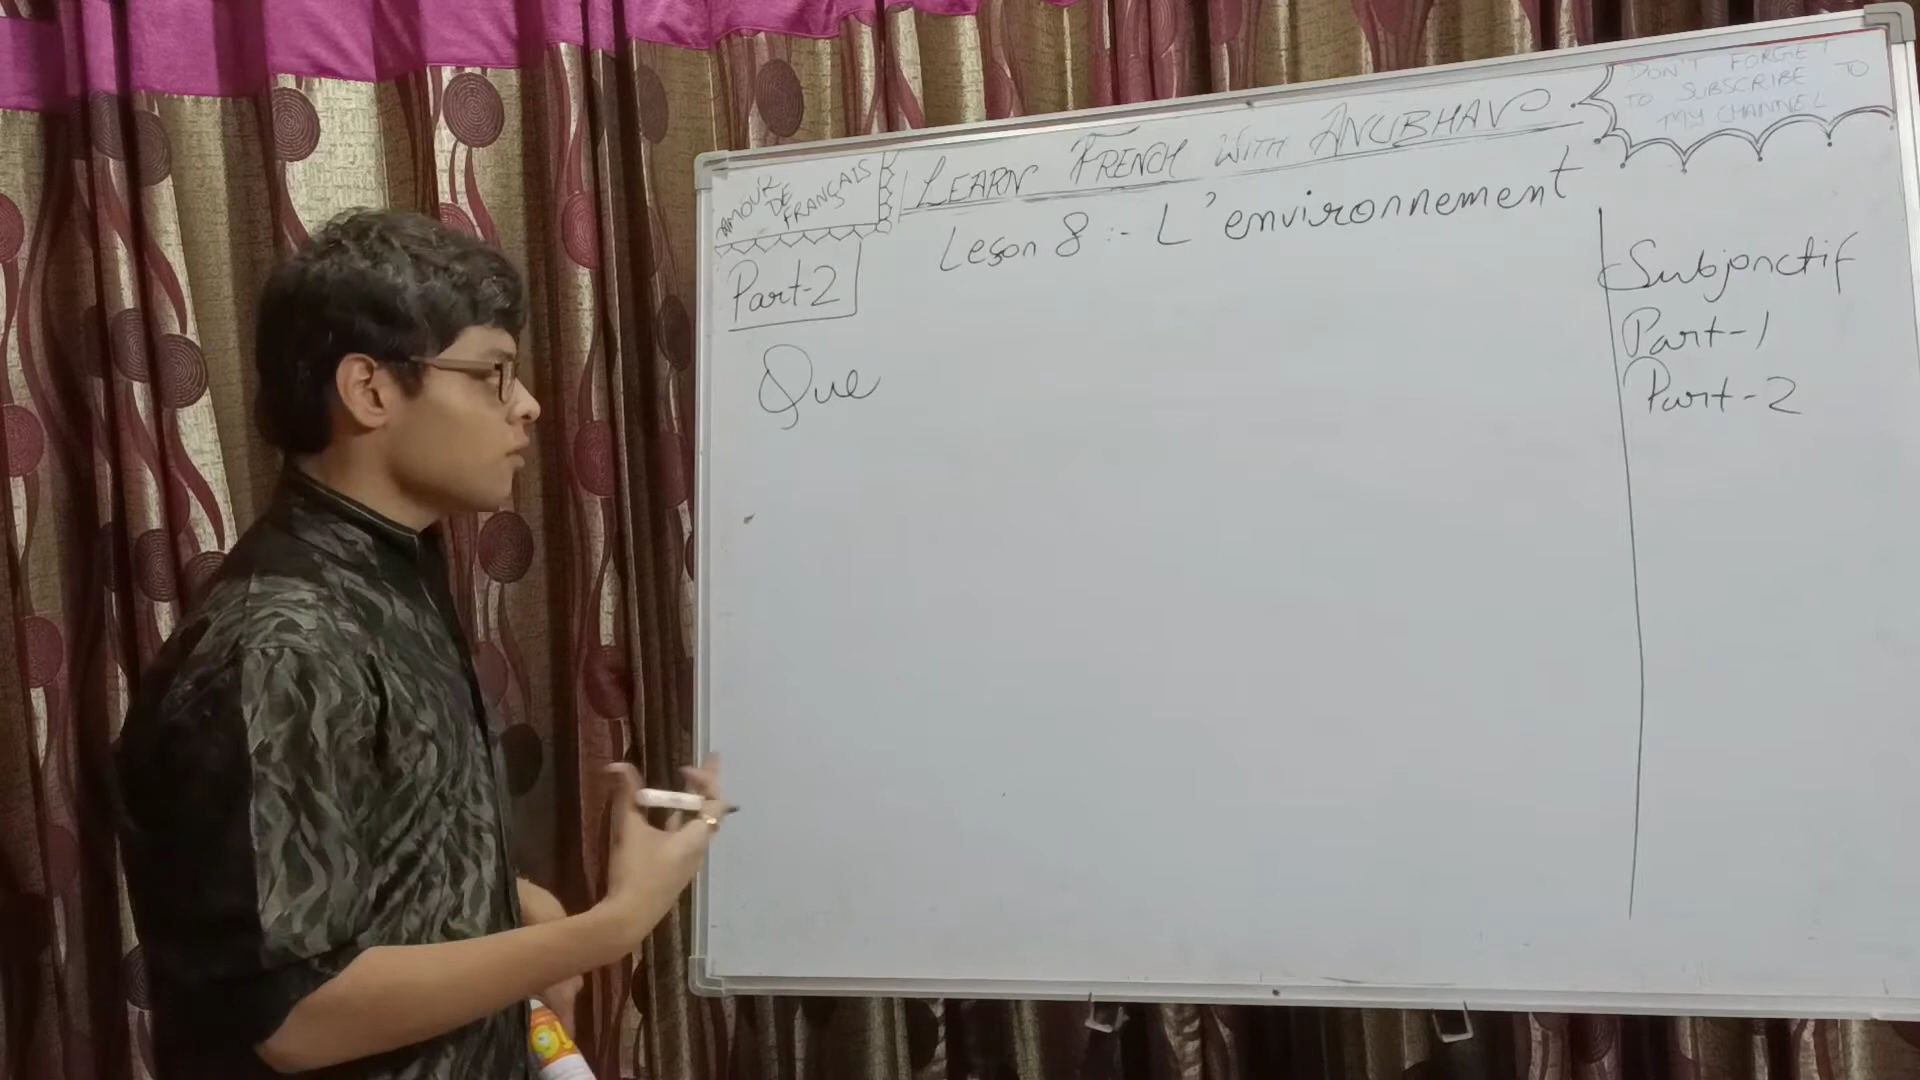 AMOUR
DE
FRANÇAIS
LEARN FRENCH WITH ANUBHAV
DON'T FORGET
TO SUBSCRIBE TO
MY CHANNEL
Leson 8 :- L'environnement
Part-2
Que
Subjonctif
Part-1
Part-2